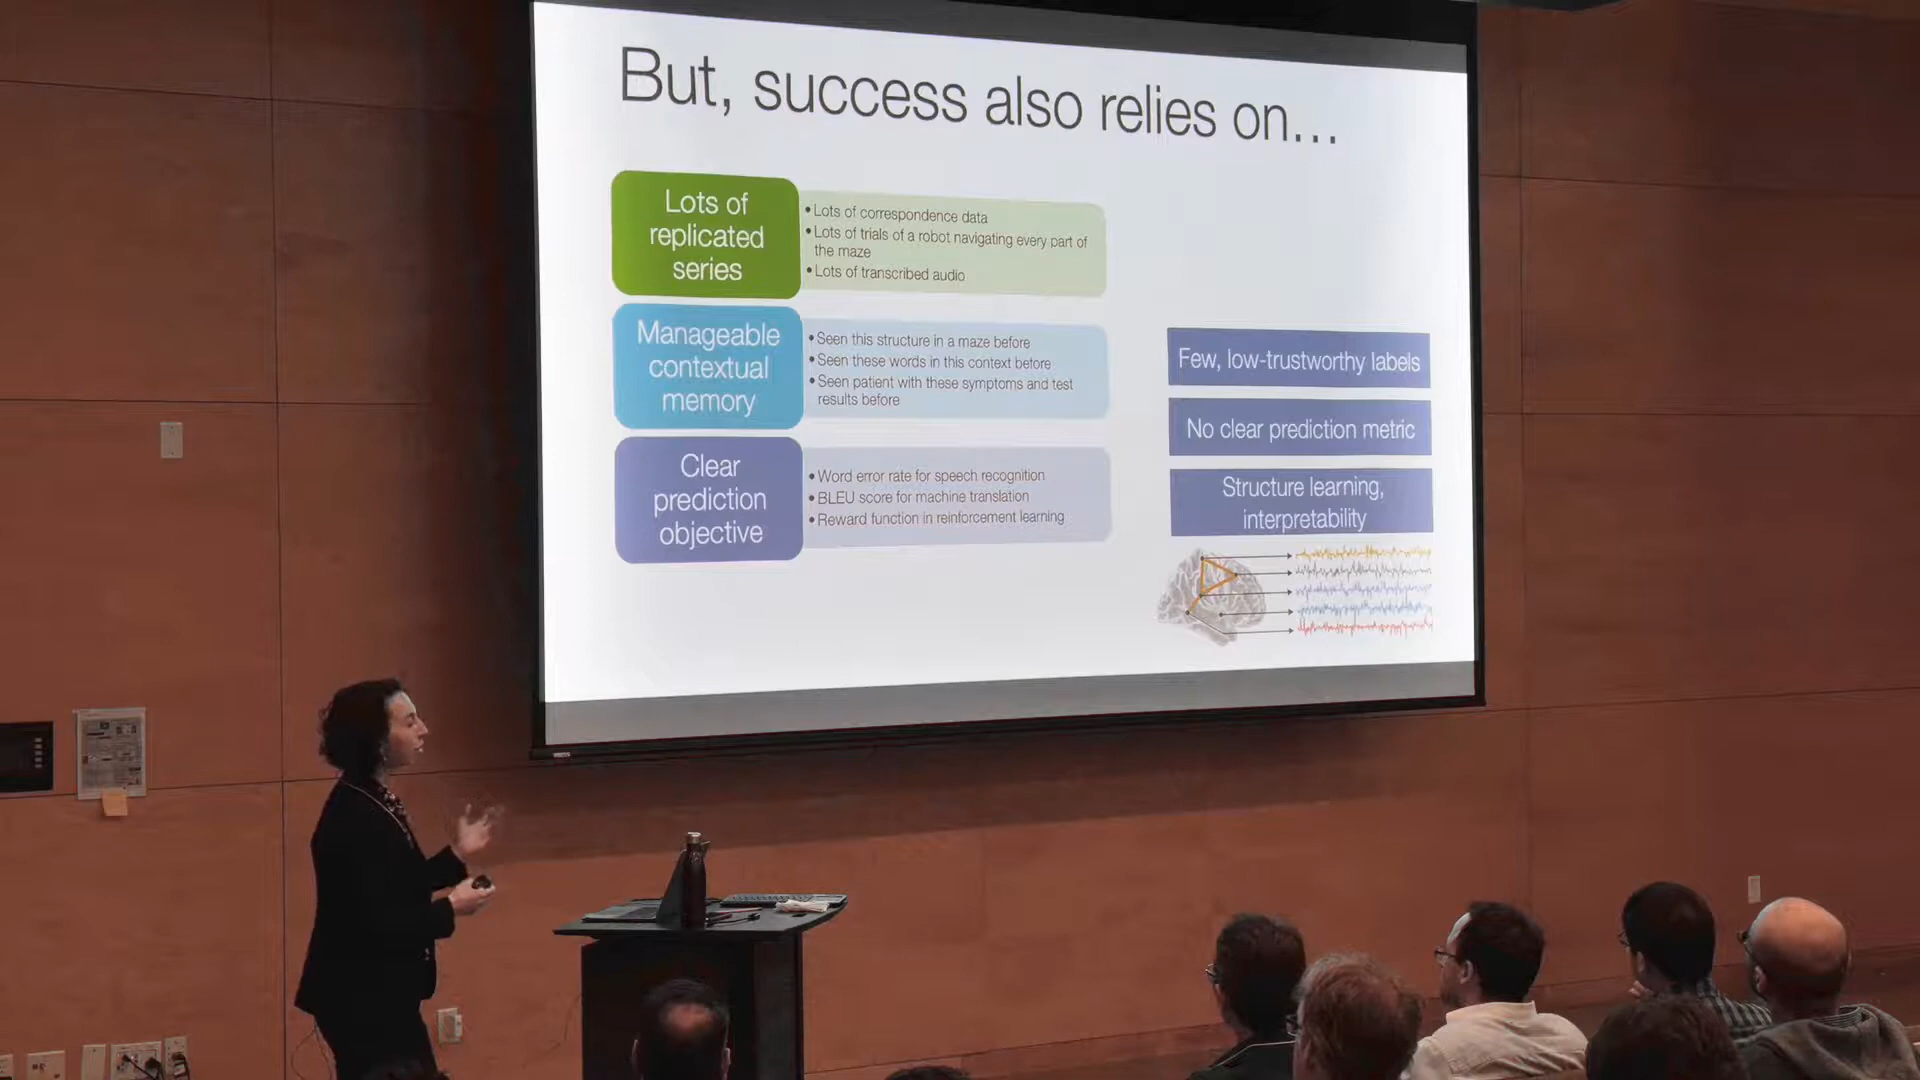 But, success also relies on...
Lots of
replicated
series
• Lots of correspondence data
• Lots of trials of a robot navigating every part of
the maze
• Lots of transcribed audio
Manageable
contextual
memory
• Seen this structure in a maze before
• Seen these words in this context before
• Seen patient with these symptoms and test
results before
Clear
prediction
objective
• Word error rate for speech recognition
• BLEU score for machine translation
• Reward function in reinforcement learning
Few, low-trustworthy labels
No clear prediction metric
Structure learning,
interpretability